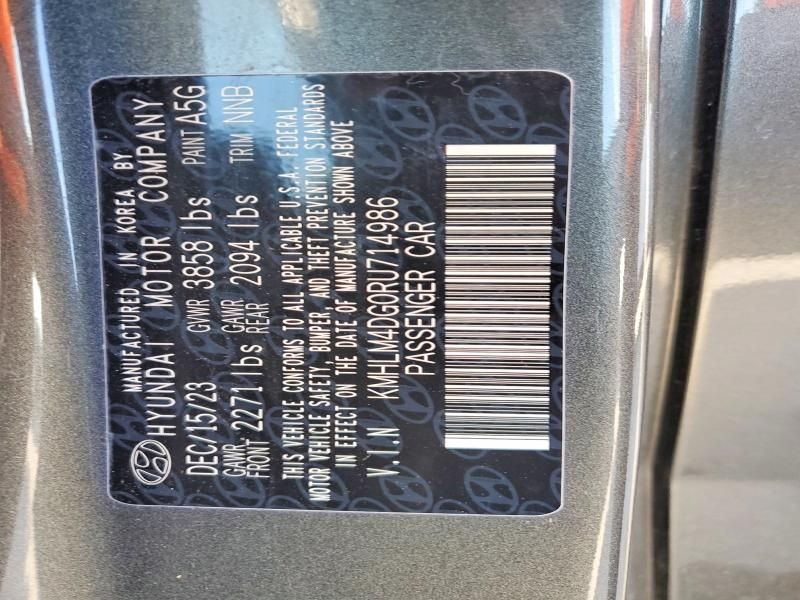 MANUFACTURED IN KOREA BY
HYUNDAI MOTOR COMPANY
DEC/15/23 GVWR 3858 lbs PAINT A5G
GAWR FRONT 2271 lbs GAWR REAR 2094 lbs TRIM NNB
THIS VEHICLE CONFORMS TO ALL APPLICABLE U.S.A. FEDERAL
MOTOR VEHICLE SAFETY, BUMPER, AND THEFT PREVENTION STANDARDS
IN EFFECT ON THE DATE OF MANUFACTURE SHOWN ABOVE
V.I.N KMHLM4DG0RU714986
PASSENGER CAR